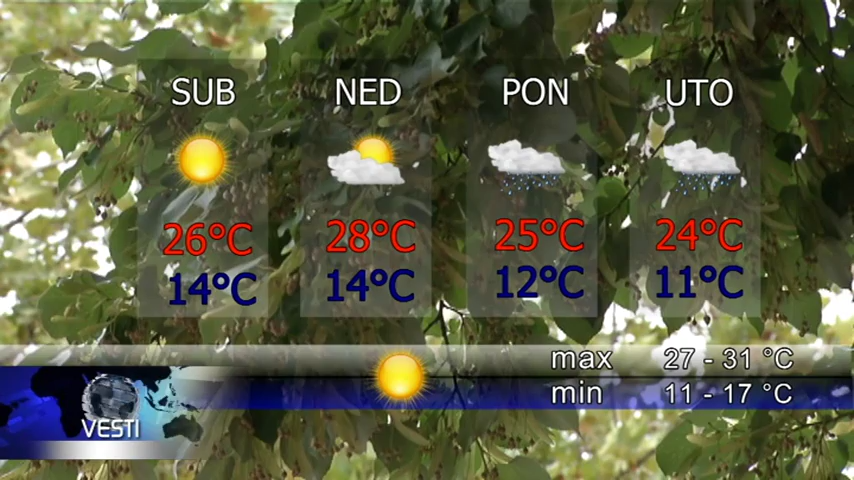 SUB NED PON UTO
26°C 28°C 25°C 24°C
14°C 14°C 12°C 11°C
max 27 - 31 °C
min 11 - 17 °C
VESTI